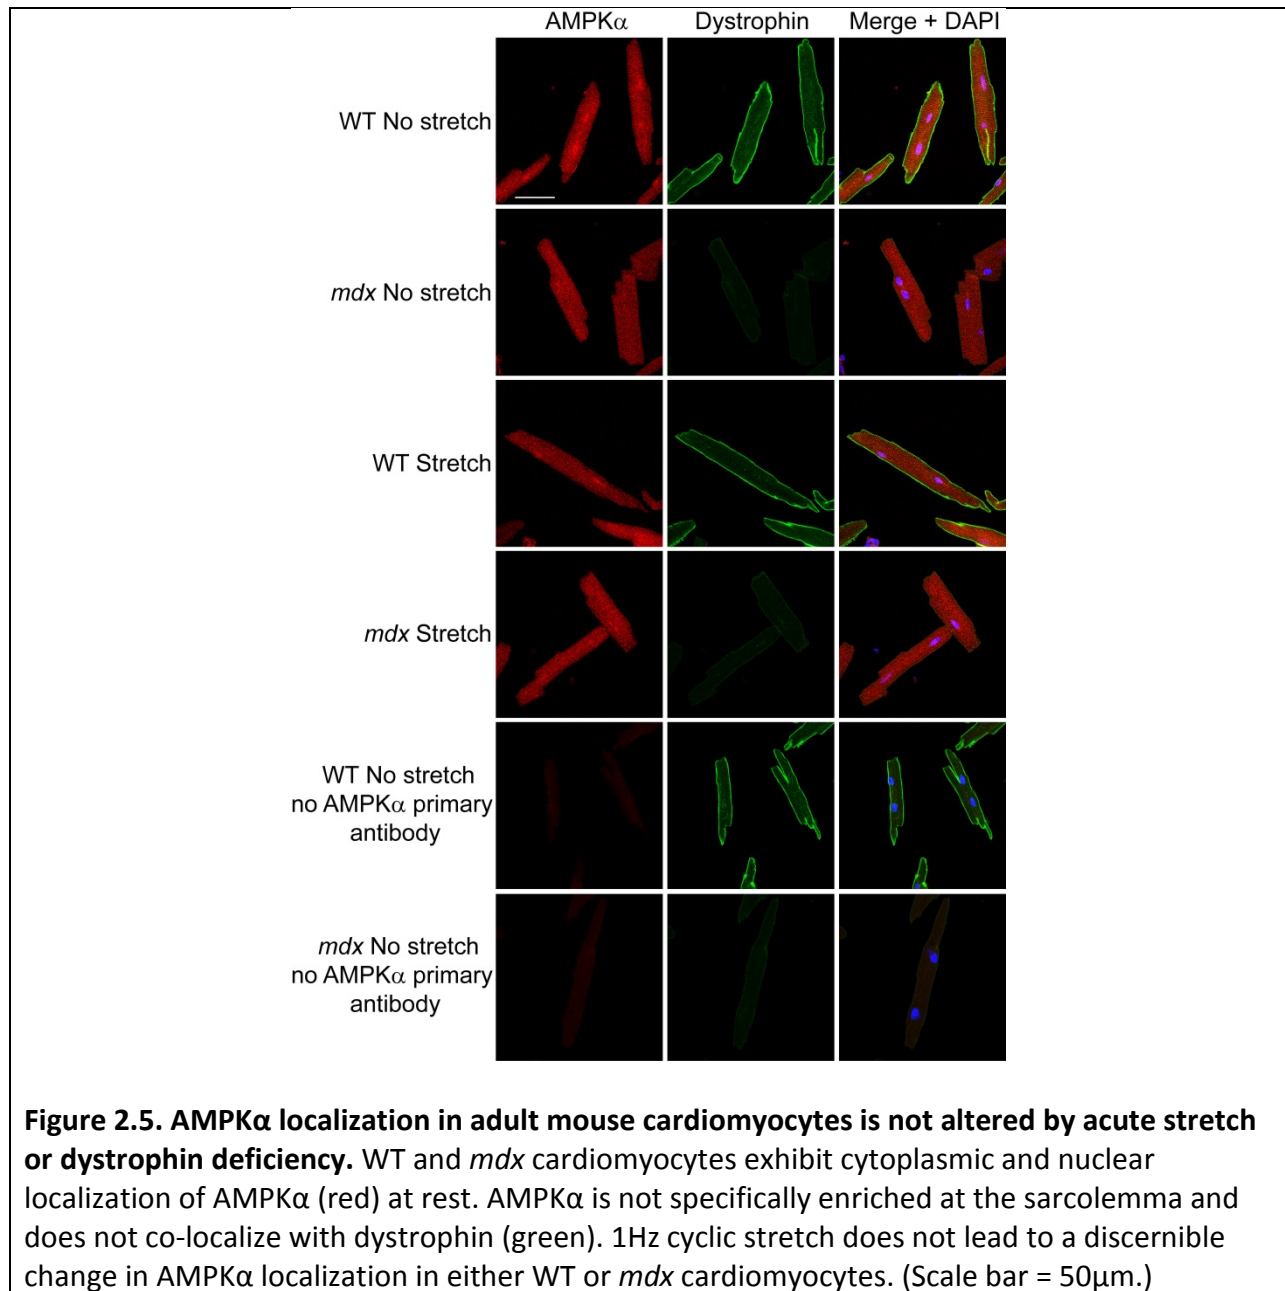 AMPKα Dystrophin Merge + DAPI
WT No stretch
mdx No stretch
WT Stretch
mdx Stretch
WT No stretch
no AMPKα primary
antibody
mdx No stretch
no AMPKα primary
antibody
Figure 2.5. AMPKα localization in adult mouse cardiomyocytes is not altered by acute stretch
or dystrophin deficiency. WT and mdx cardiomyocytes exhibit cytoplasmic and nuclear
localization of AMPKα (red) at rest. AMPKα is not specifically enriched at the sarcolemma and
does not co-localize with dystrophin (green). 1Hz cyclic stretch does not lead to a discernible
change in AMPKα localization in either WT or mdx cardiomyocytes. (Scale bar = 50μm.)